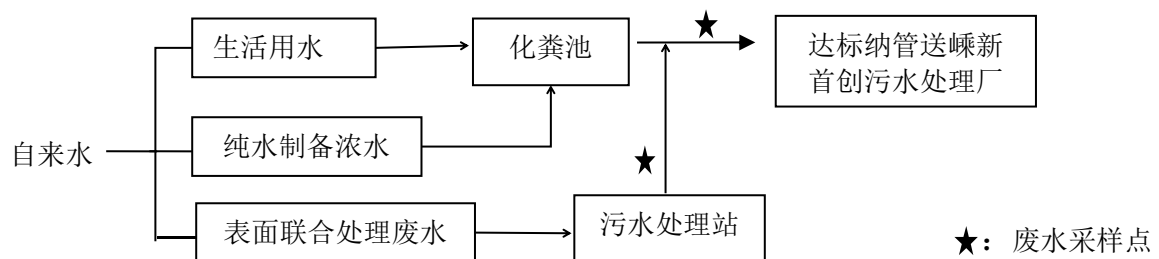 生活用水
化粪池
达标纳管送嵊新
首创污水处理厂
自来水
纯水制备浓水
表面联合处理废水
污水处理站
★：废水采样点